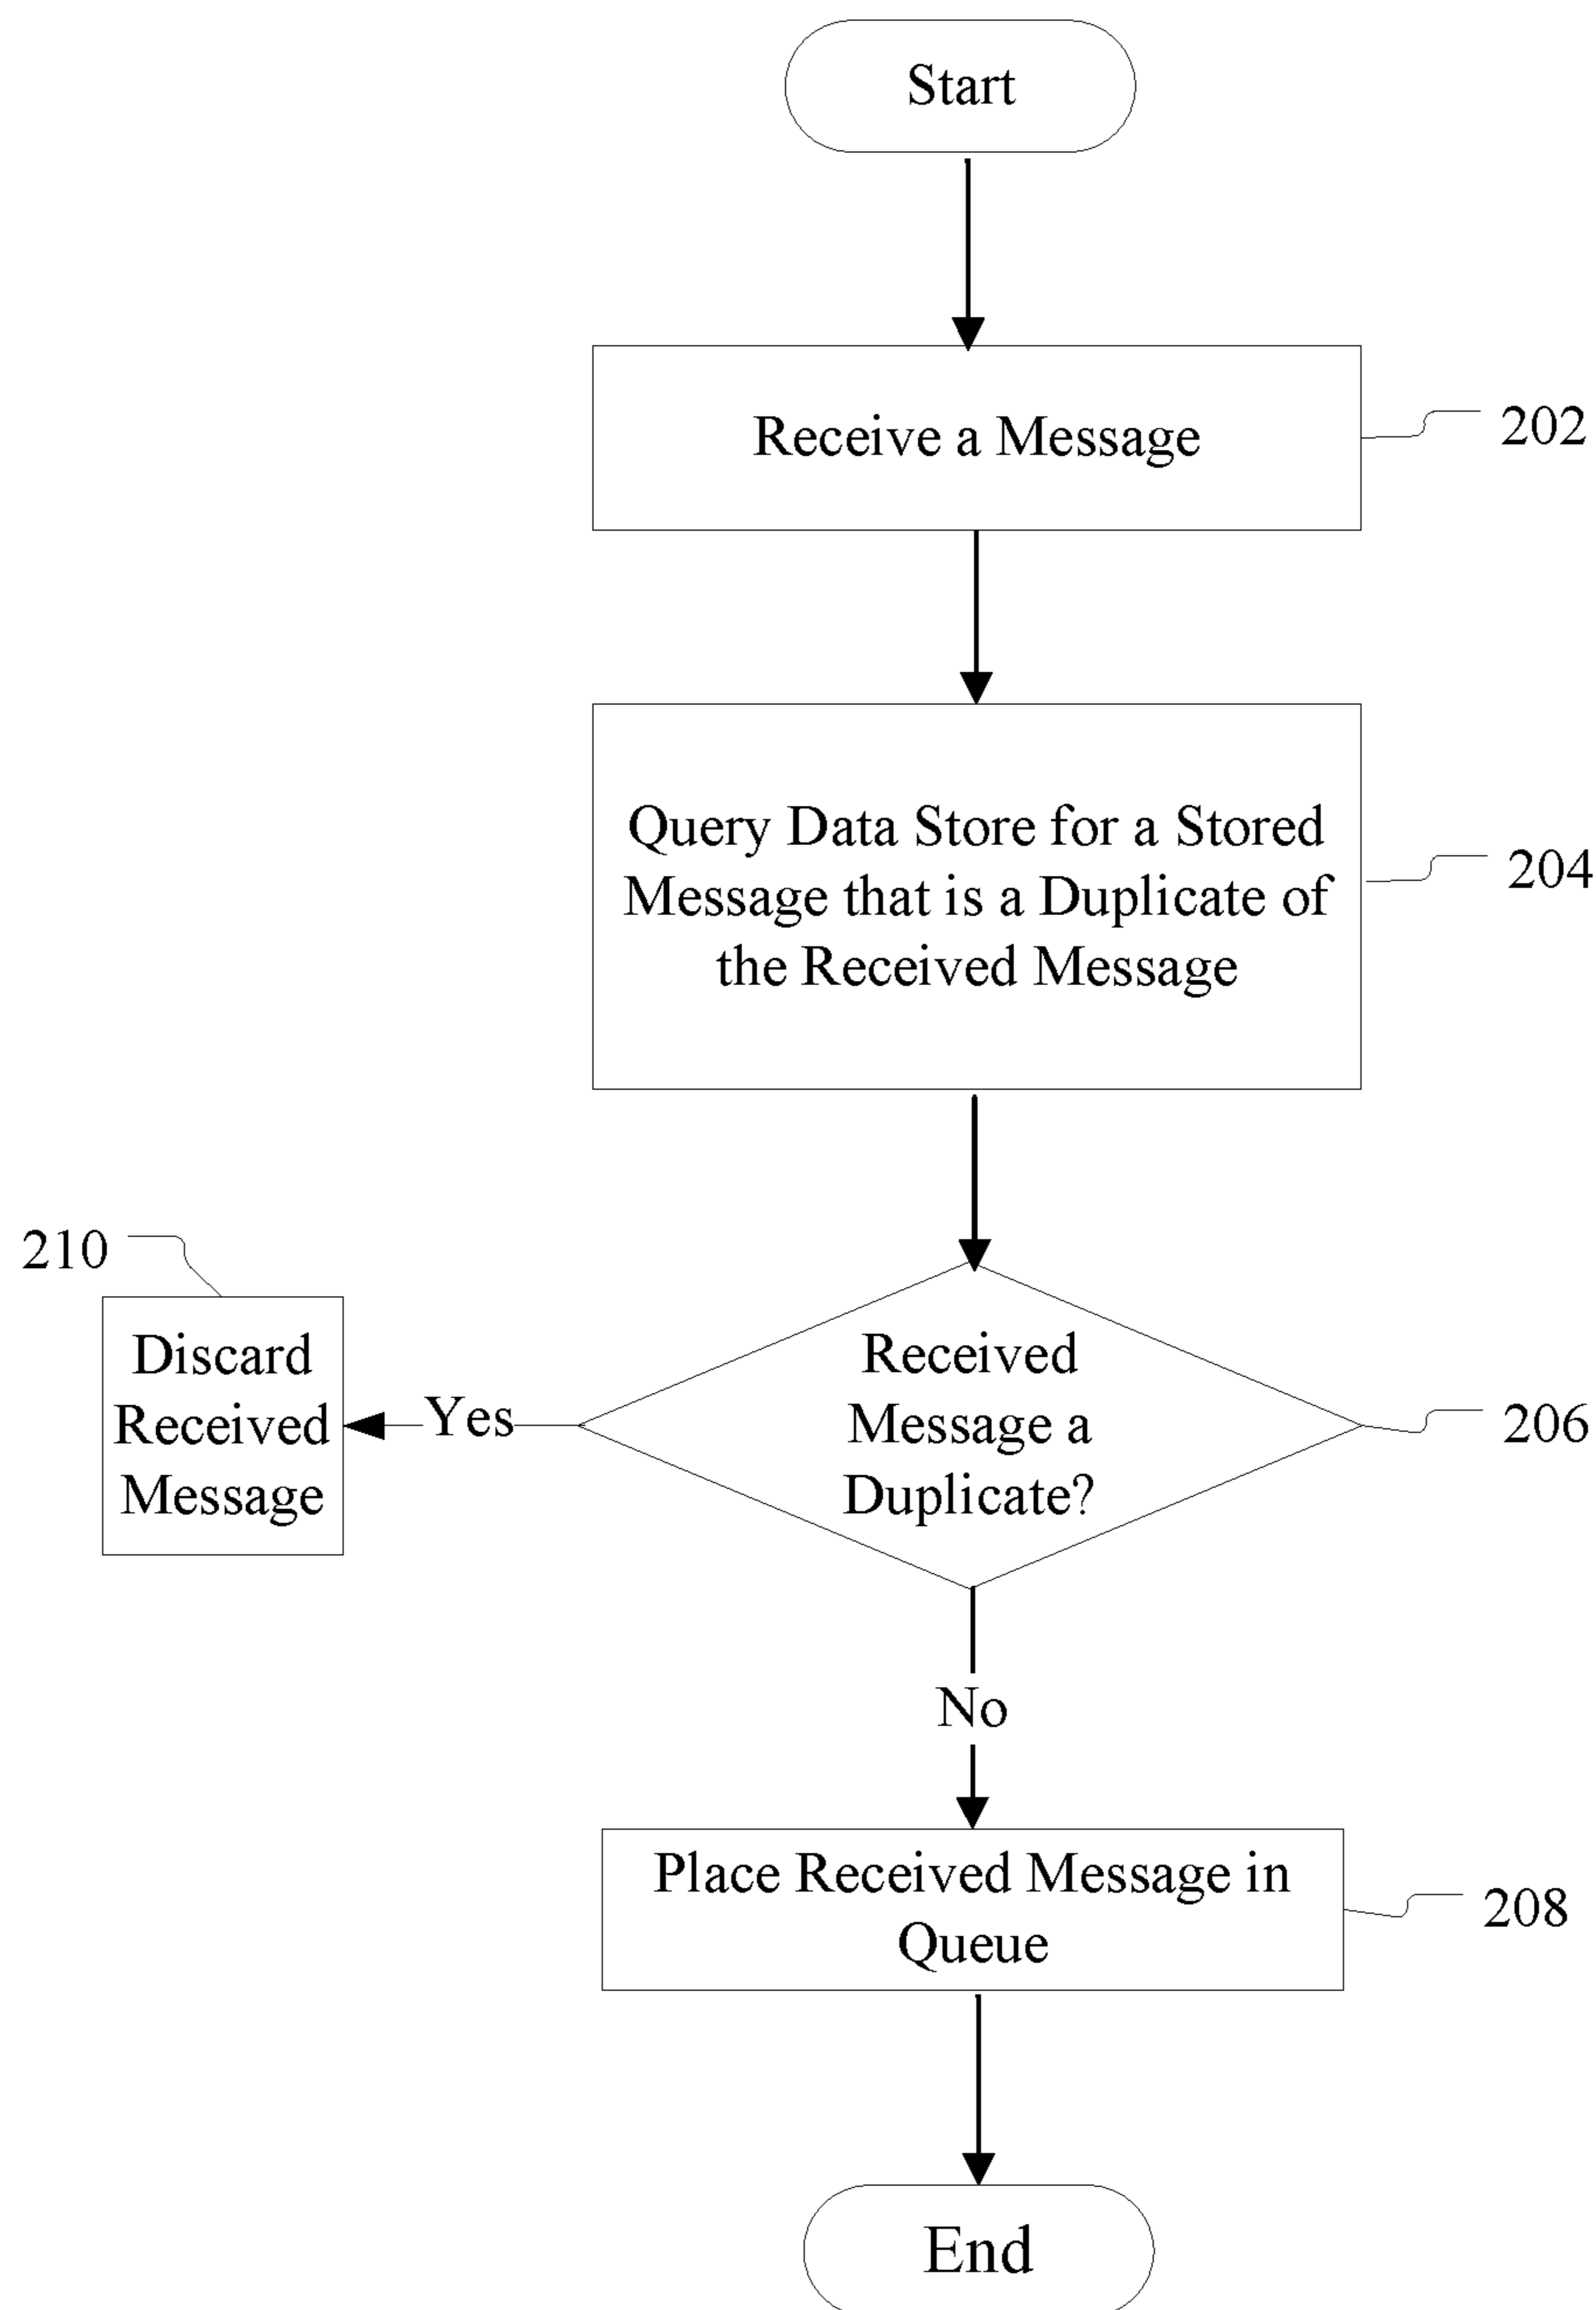 Start
Receive a Message
202
Query Data Store for a Stored
Message that is a Duplicate of
the Received Message
204
210
Discard
Received
Message
Yes
Received
Message a
Duplicate?
206
No
Place Received Message in
Queue
208
End